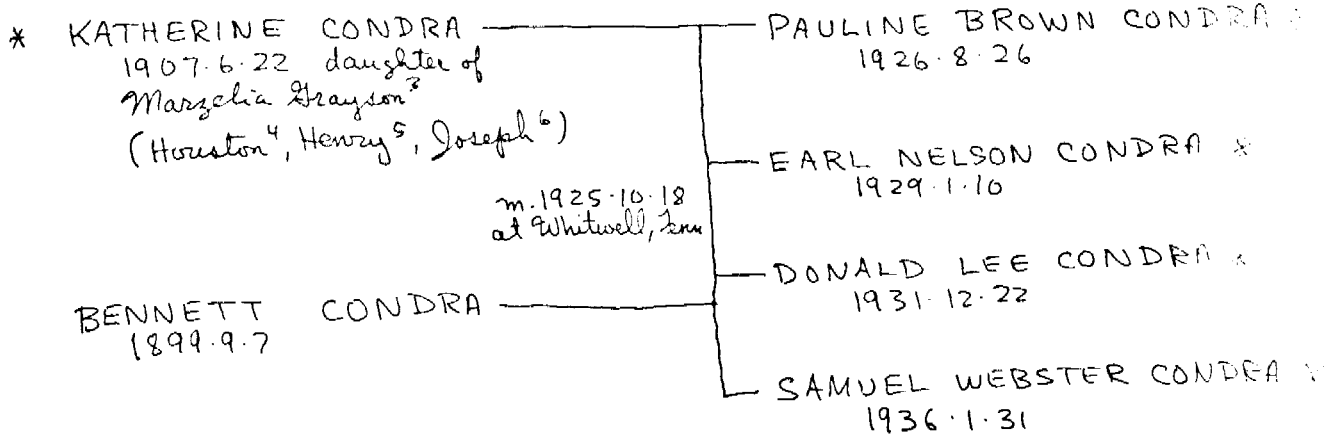 * KATHERINE CONDRA
1907·6·22 daughter of
Marzelia Grayson³
(Houston⁴, Henry⁵, Joseph⁶)
m. 1925·10·18
at Whitwell, Tenn
BENNETT CONDRA
1899·9·7
PAULINE BROWN CONDRA *
1926·8·26
EARL NELSON CONDRA *
1929·1·10
DONALD LEE CONDRA *
1931·12·22
SAMUEL WEBSTER CONDRA *
1936·1·31